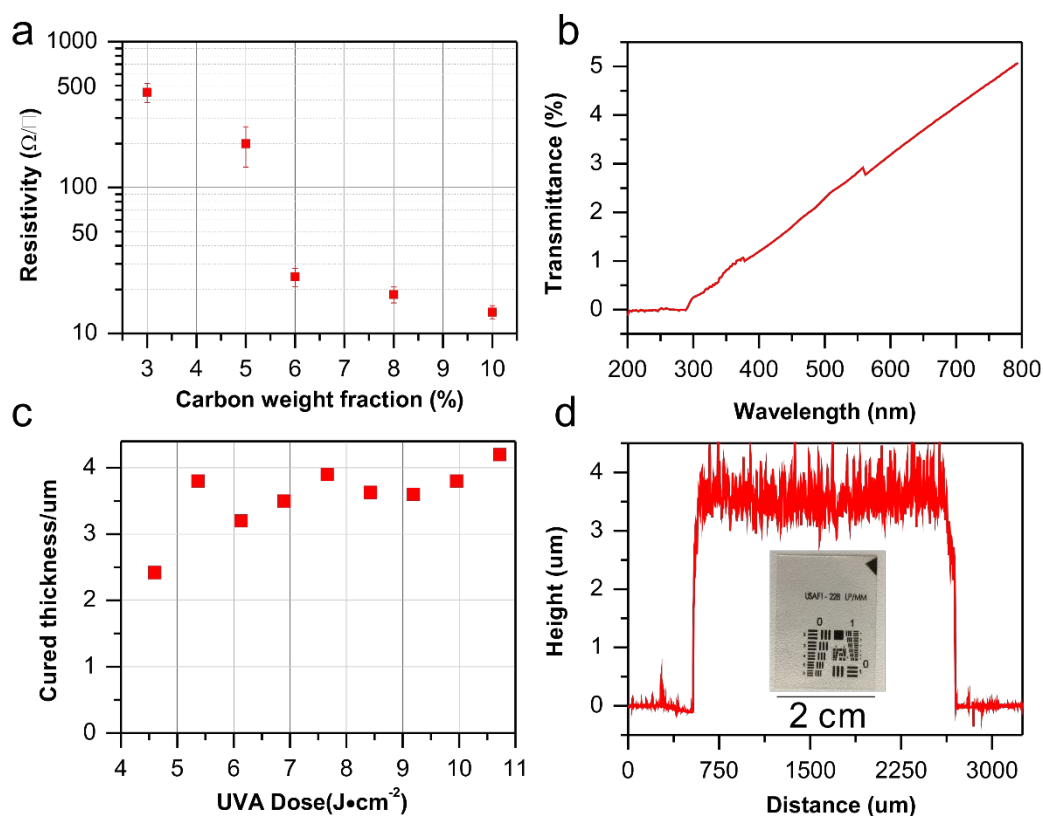 a
1000
500
100
50
10
Resistivity (Ω/□)
3 4 5 6 7 8 9 10
Carbon weight fraction (%)
b
5
4
3
2
1
0
Transmittance (%)
200 300 400 500 600 700 800
Wavelength (nm)
c
4
3
2
1
0
Cured thickness/um
4 5 6 7 8 9 10 11
UVA Dose(J•cm⁻²)
d
4
3
2
1
0
Height (um)
USAF1 - 228 LP/MM
0 1
0
1
2 cm
0 750 1500 2250 3000
Distance (um)